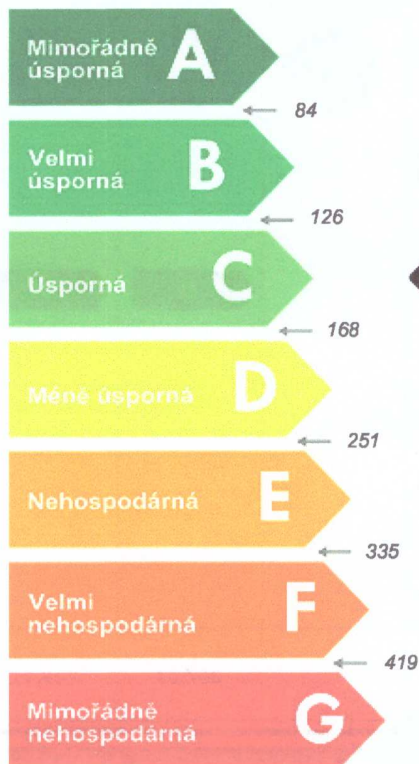 Mimořádně
úsporná
A
84
Velmi
úsporná
B
126
Úsporná
C
168
Méně úsporná
D
251
Nehospodárná
E
335
Velmi
nehospodárná
F
419
Mimořádně
nehospodárná
G